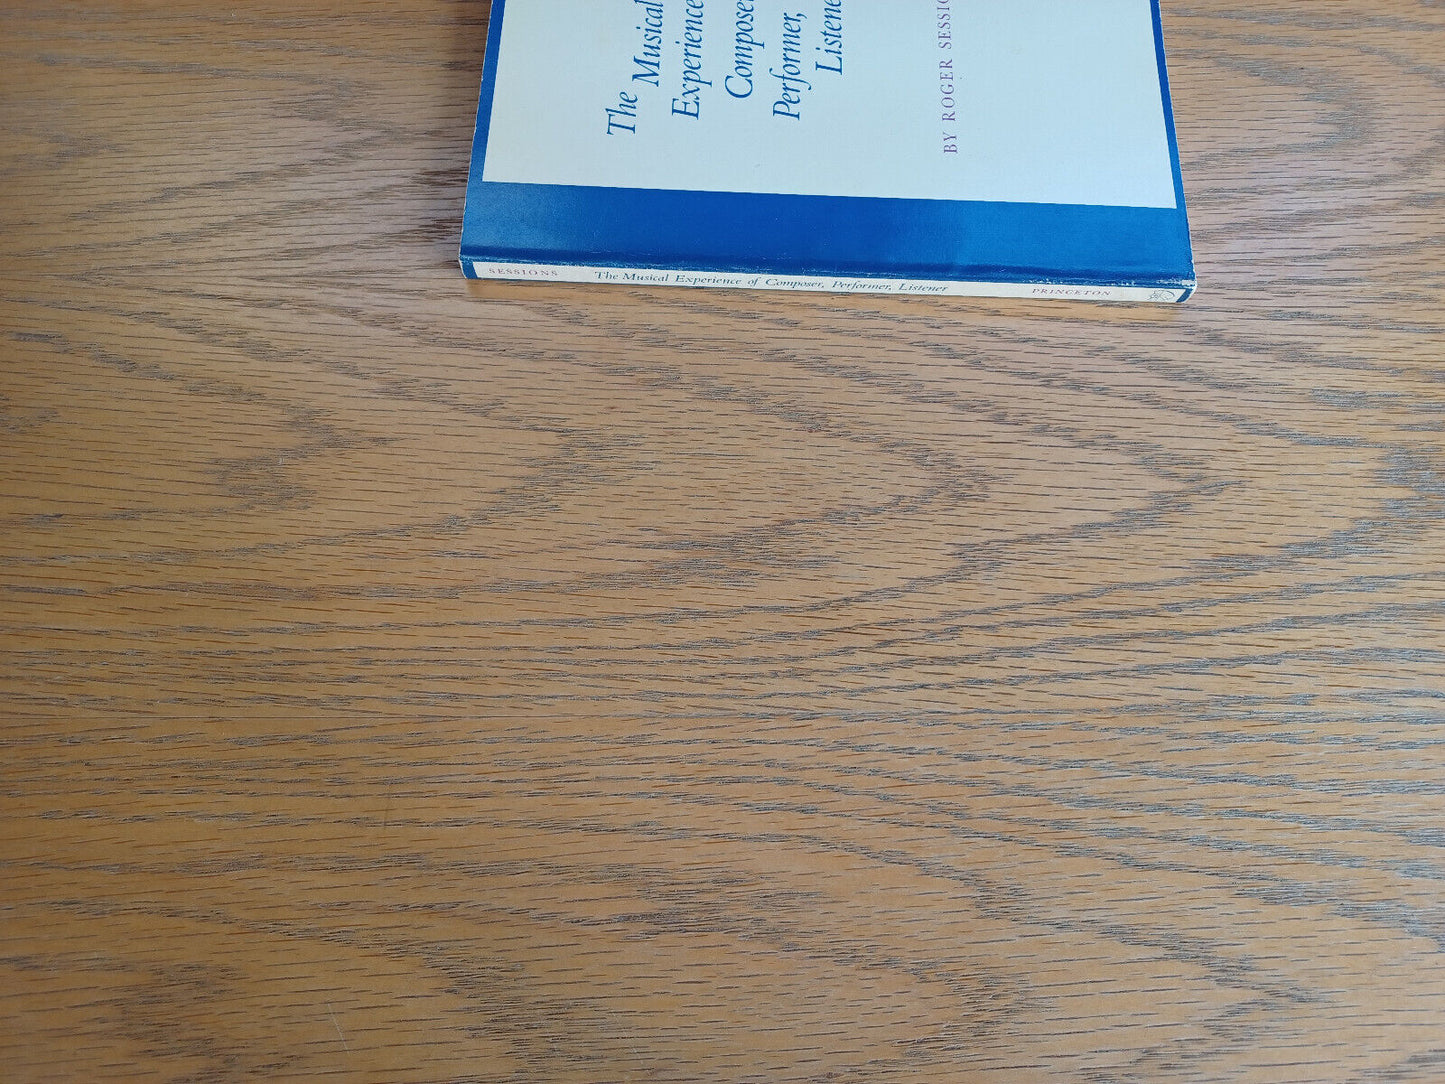 The
Musical
Experience
Composer
Performer,
Listene
BY ROGER SESSIO
SESSIONS The Musical Experience of Composer, Performer, Listener PRINCETON